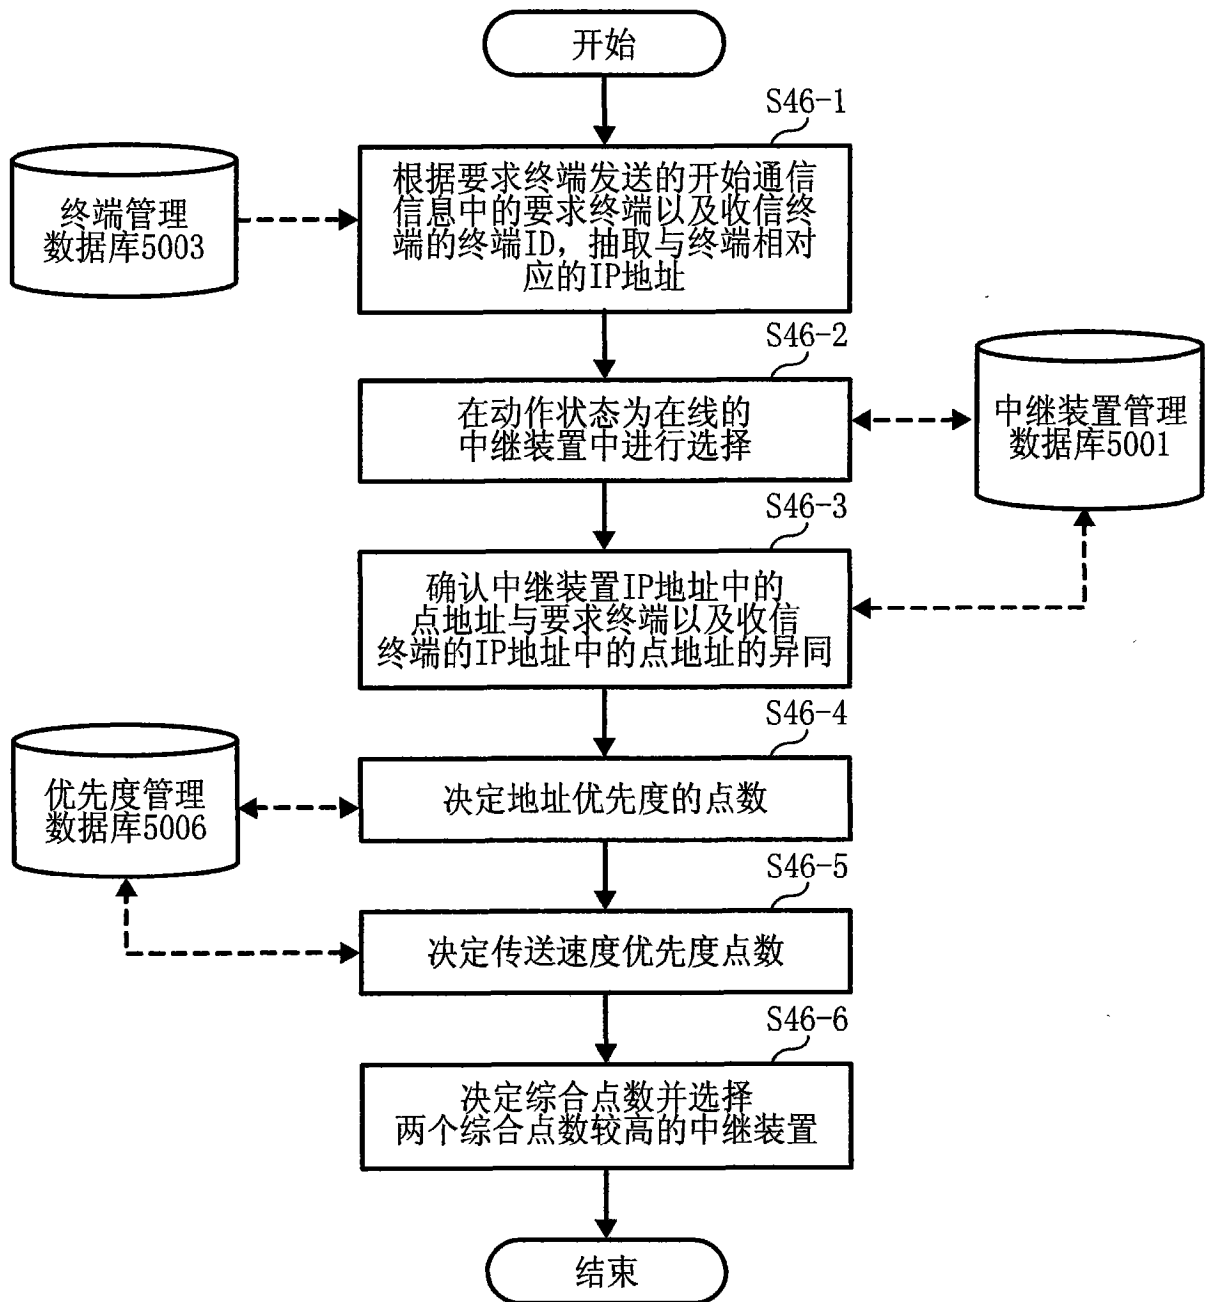 开始
S46-1
根据要求终端发送的开始通信
信息中的要求终端以及收信终
端的终端ID，抽取与终端相对
应的IP地址
终端管理
数据库5003
S46-2
在动作状态为在线的
中继装置中进行选择
中继装置管理
数据库5001
S46-3
确认中继装置IP地址中的
点地址与要求终端以及收信
终端的IP地址中的点地址的异同
S46-4
决定地址优先度的点数
优先度管理
数据库5006
S46-5
决定传送速度优先度点数
S46-6
决定综合点数并选择
两个综合点数较高的中继装置
结束